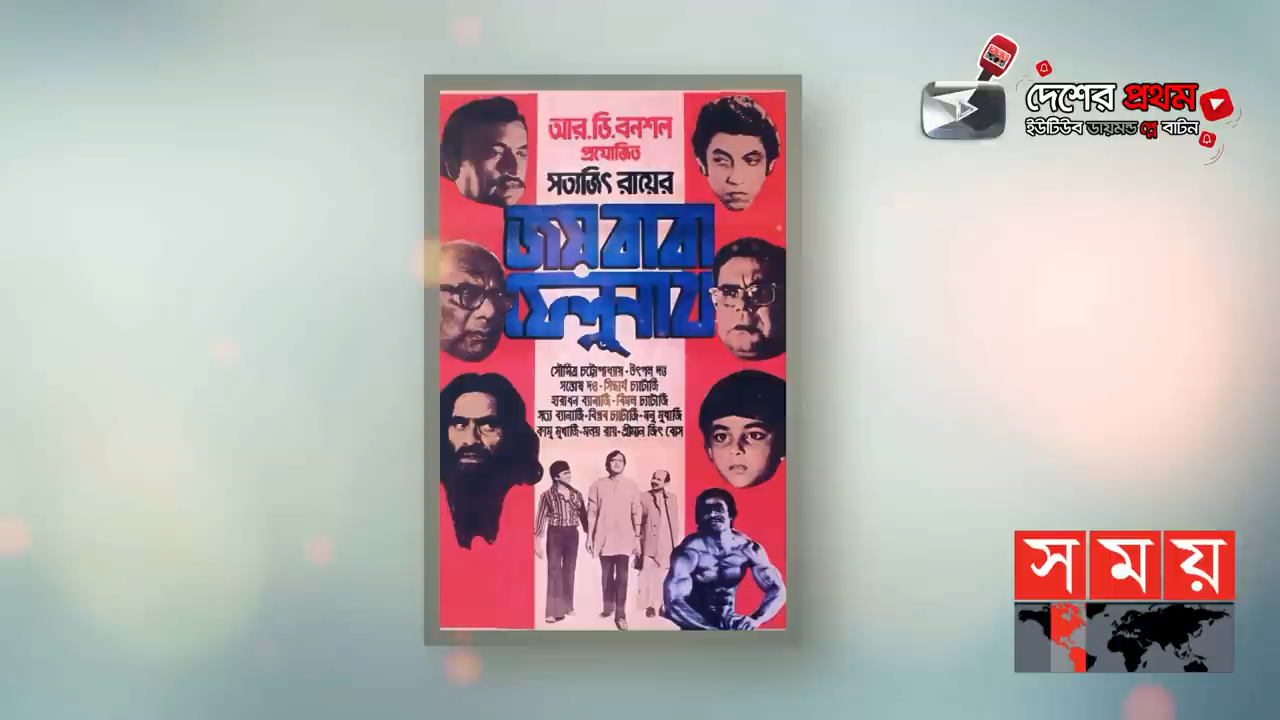 আর.ডি.বনশল
প্রযোজিত
সত্যজিৎ রায়ের
জয় বাবা
ফেলুনাথ
সৌমিত্র চট্টোপাধ্যায়-উৎপল দত্ত
সন্তোষ দত্ত-সিদ্ধার্থ চ্যাটার্জি
হারাধন ব্যানার্জি-বিমল চ্যাটার্জি
সত্য ব্যানার্জি-বিপ্লব চ্যাটার্জি-মনু মুখার্জি
কামু মুখার্জি-মলয় রায়-শ্রীমান জিৎ বোস
দেশের প্রথম
ইউটিউব ডায়মন্ড প্লে বাটন
সময়